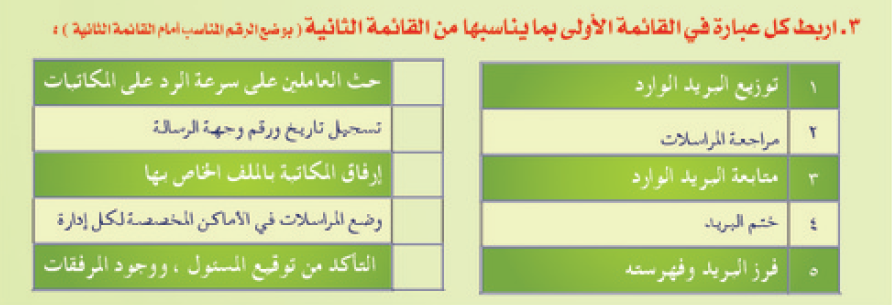 ٣. اربط كل عبارة في القائمة الأولى بما يناسبها من القائمة الثانية ( بوضع الرقم المناسب أمام القائمة الثانية ) :
١ توزيع البريد الوارد
٢ مراجعة المراسلات
٣ متابعة البريد الوارد
٤ ختم البريد
٥ فرز البريد وفهرسته
حث العاملين على سرعة الرد على المكاتبات
تسجيل تاريخ ورقم وجهة الرسالة
إرفاق المكاتبة بالملف الخاص بها
وضع المراسلات في الأماكن المخصصة لكل إدارة
التأكد من توقيع المسئول ، ووجود المرفقات